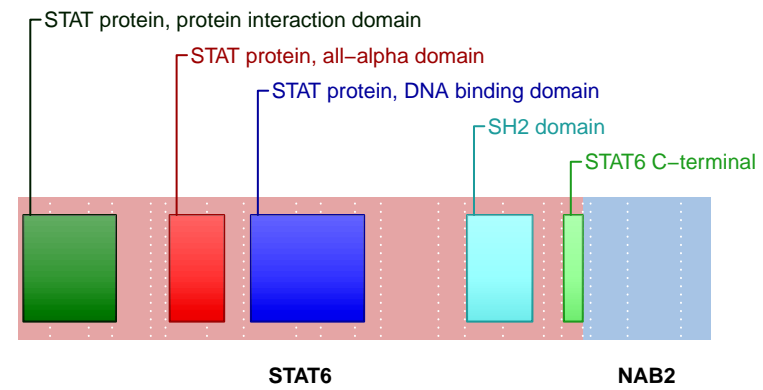 STAT protein, protein interaction domain
STAT protein, all−alpha domain
STAT protein, DNA binding domain
SH2 domain
STAT6 C−terminal
STAT6
NAB2